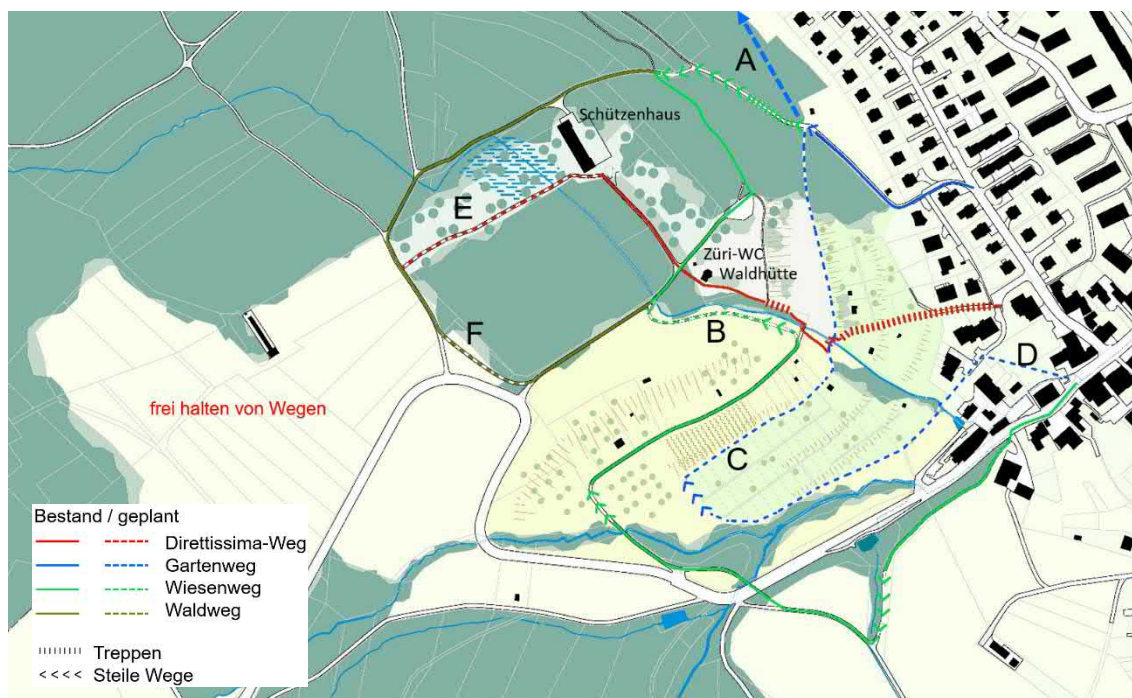 A
Schützenhaus
E
Züri-WC
Waldhütte
B
F
D
frei halten von Wegen
C
Bestand / geplant
Direttissima-Weg
Gartenweg
Wiesenweg
Waldweg
Treppen
Steile Wege